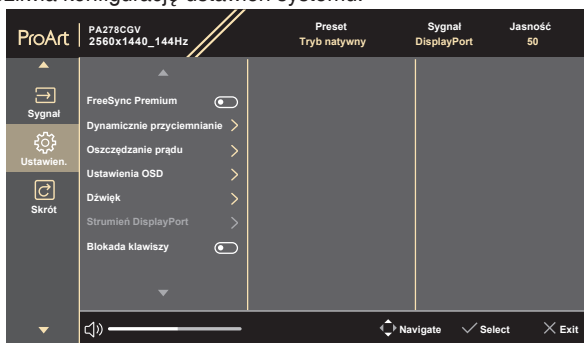 ProArt
PA278CGV
2560x1440_144Hz
Preset
Tryb natywny
Sygnał
DisplayPort
Jasność
50
Sygnał
Ustawien.
Skrót
FreeSync Premium
Dynamicznie przyciemnianie
Oszczędzanie prądu
Ustawienia OSD
Dźwięk
Strumień DisplayPort
Blokada klawiszy
Navigate
Select
Exit